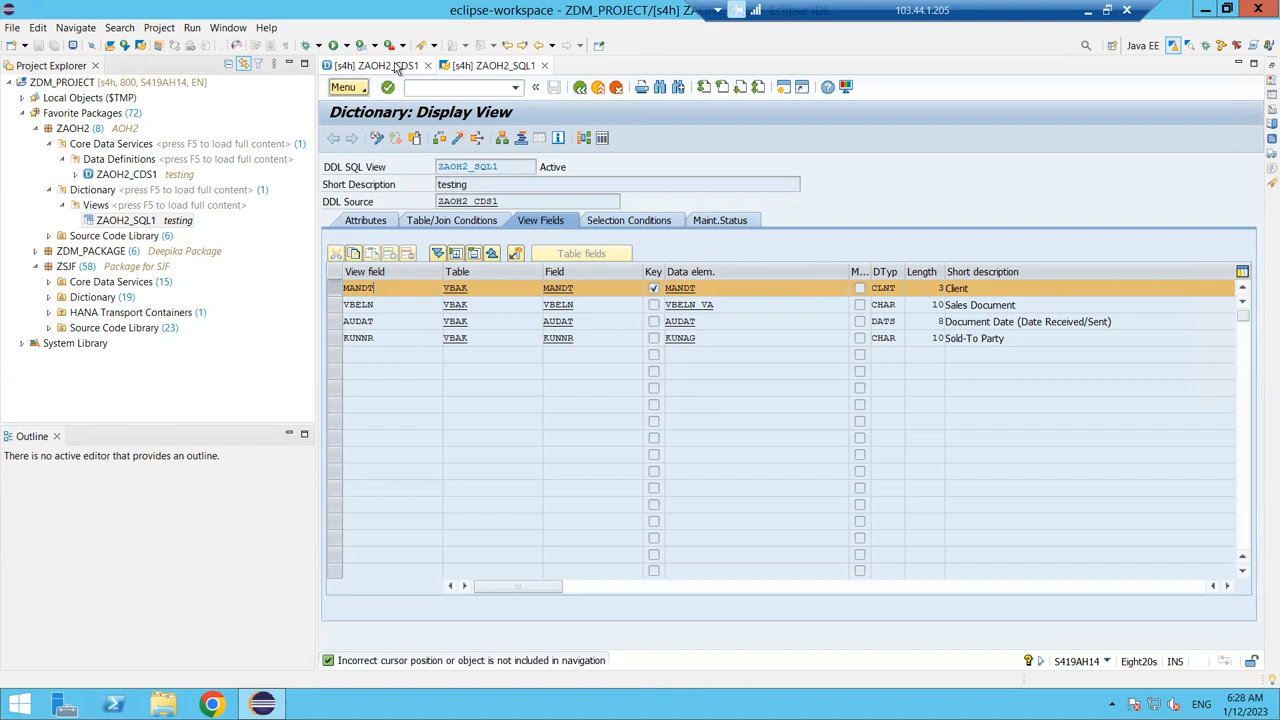 eclipse-workspace - ZDM_PROJECT/[s4h] ZAOH2_CDS1 - Eclipse IDE
103.44.1.205
File Edit Navigate Search Project Run Window Help
Java EE
Project Explorer
[s4h] ZAOH2_CDS1
[s4h] ZAOH2_SQL1
ZDM_PROJECT [S4H, 800, S419AH14, EN]
Local Objects ($TMP)
Favorite Packages (72)
ZAOH2 (8) AOH2
Core Data Services <press F5 to load full content> (1)
Data Definitions <press F5 to load full content>
ZAOH2_CDS1 testing
Dictionary <press F5 to load full content> (1)
Views <press F5 to load full content>
ZAOH2_SQL1 testing
Source Code Library (6)
ZDM_PACKAGE (6) Deepika Package
ZSJF (58) Package for SJF
Core Data Services (15)
Dictionary (19)
HANA Transport Containers (1)
Source Code Library (23)
System Library
Outline
There is no active editor that provides an outline.
Menu
Dictionary: Display View
DDL SQL View ZAOH2_SQL1 Active
Short Description testing
DDL Source ZAOH2_CDS1
Attributes Table/Join Conditions View Fields Selection Conditions Maint.Status
Table fields
View field Table Field Key Data elem. M... DTyp Length Short description
MANDT VBAK MANDT MANDT CLNT 3 Client
VBELN VBAK VBELN VBELN_VA CHAR 10 Sales Document
AUDAT VBAK AUDAT AUDAT DATS 8 Document Date (Date Received/Sent)
KUNNR VBAK KUNNR KUNAG CHAR 10 Sold-To Party
Incorrect cursor position or object is not included in navigation
S419AH14 Eight20s INS
ENG
6:28 AM
1/12/2023